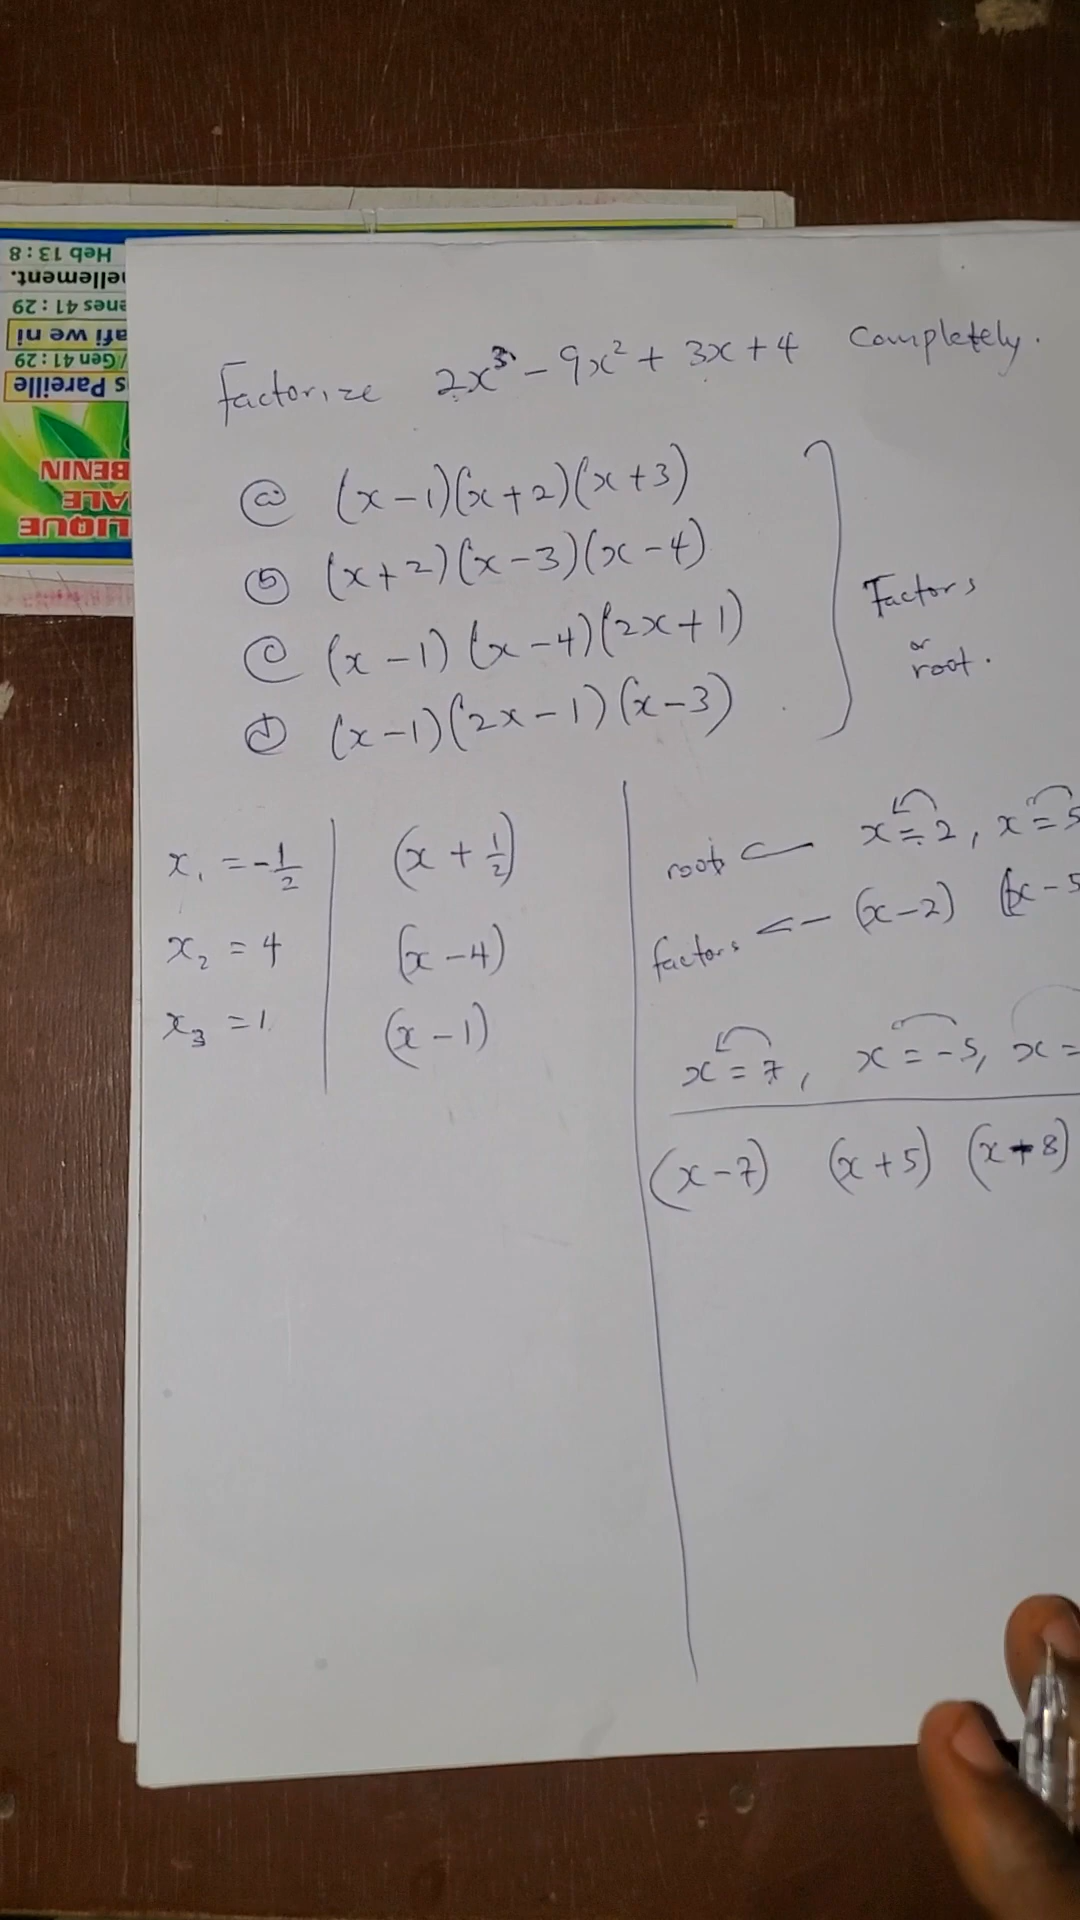 Heb 13:8
ellement.
enes 41:29
afi we ni
/Gen 41:29
s Pareille
BENIN
ALE
LIQUE
Factorize 2x³ - 9x² + 3x + 4 Completely.
ⓐ (x - 1)(x + 2)(x + 3)
ⓑ (x + 2)(x - 3)(x - 4)
ⓒ (x - 1)(x - 4)(2x + 1)
ⓓ (x - 1)(2x - 1)(x - 3)
Factors
or
root.
x₁ = -1/2 (x + 1/2)
x₂ = 4 (x - 4)
x₃ = 1 (x - 1)
roots ← x = 2, x = 5
factors ← (x - 2) (x - 5
x = 7, x = -5, x =
(x - 7) (x + 5) (x + 8)